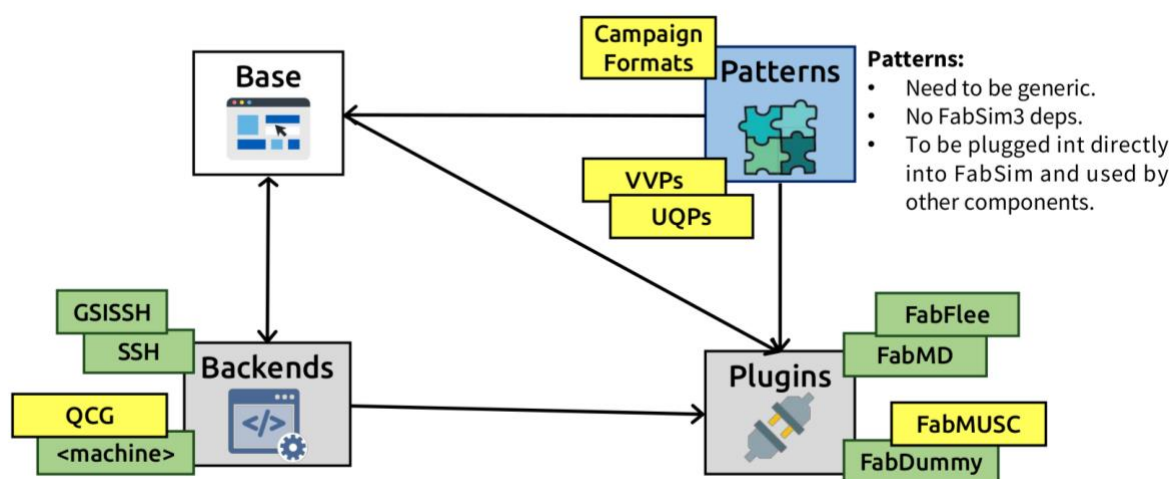 Campaign
Formats
Base
Patterns
Patterns:
• Need to be generic.
• No FabSim3 deps.
• To be plugged int directly
into FabSim and used by
other components.
VVPs
UQPs
GSISSH
SSH
Backends
</>
QCG
<machine>
Plugins
FabFlee
FabMD
FabMUSC
FabDummy